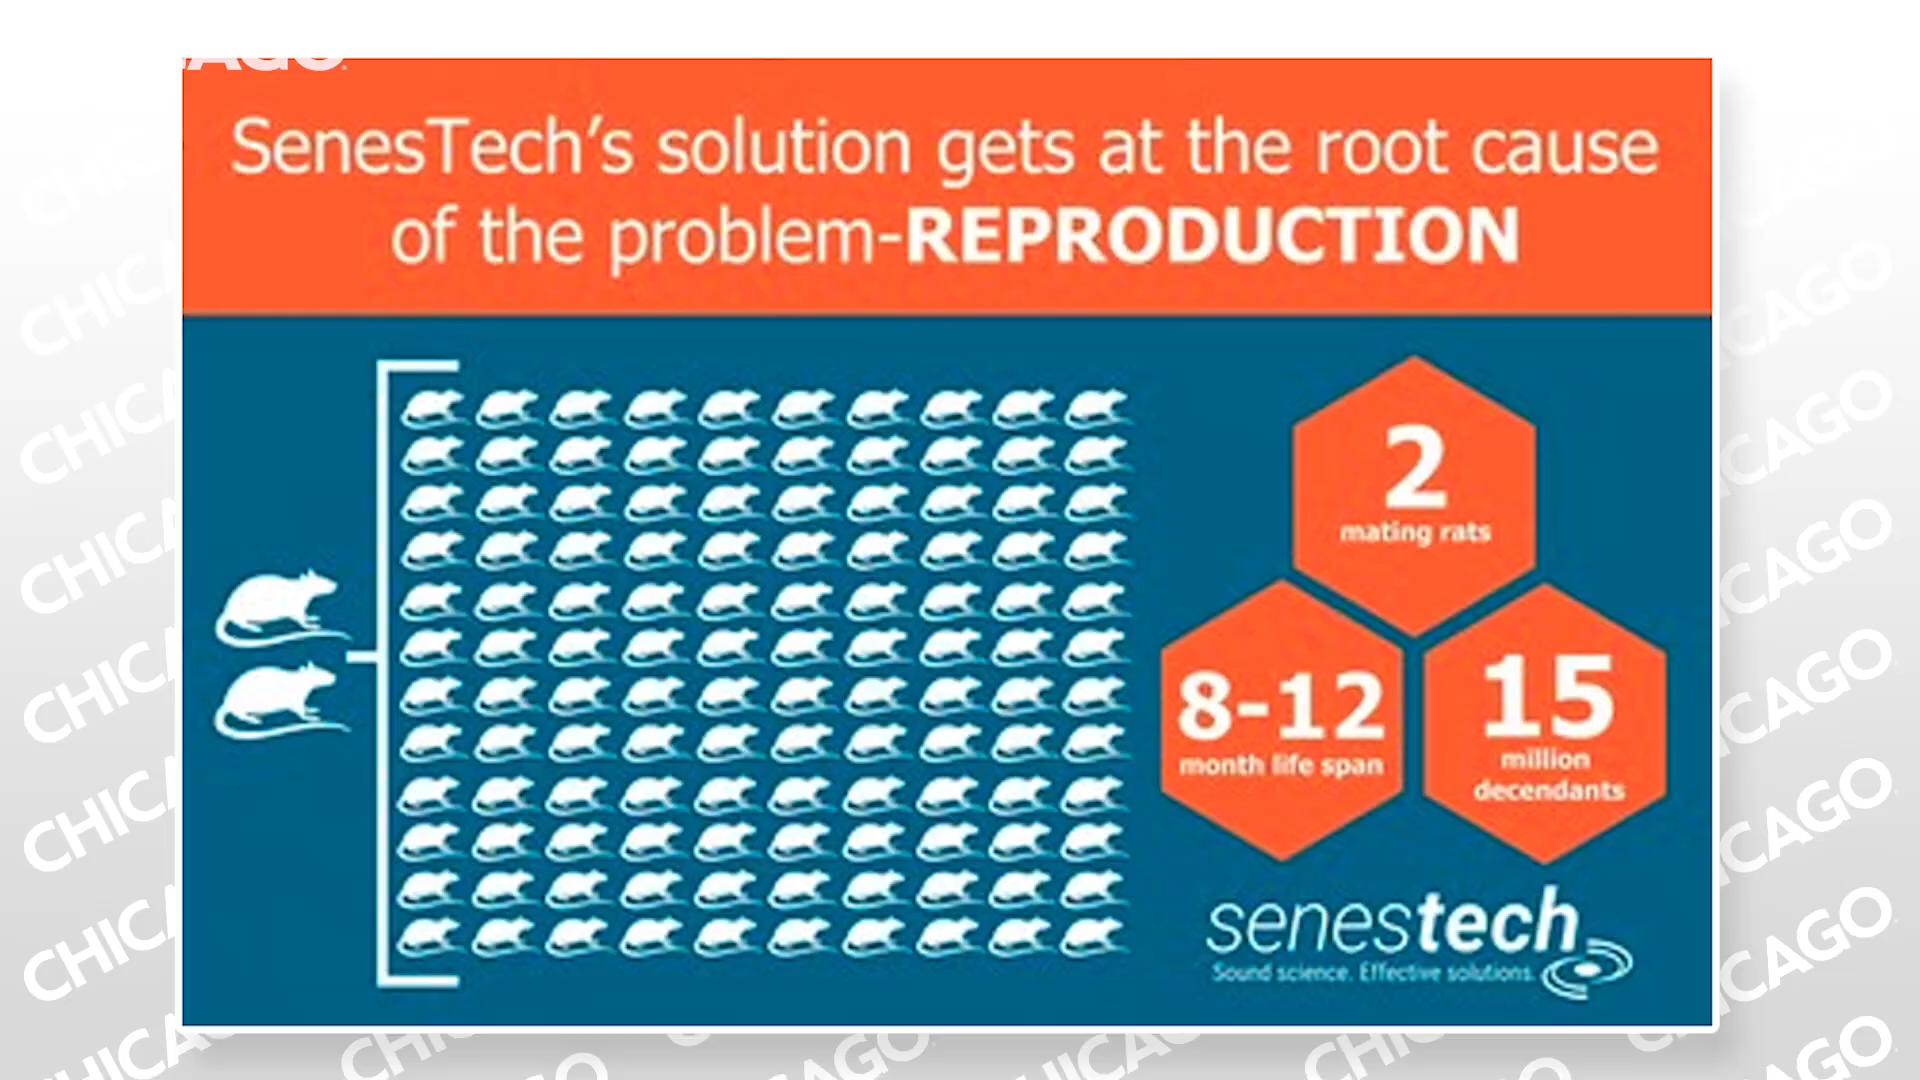 SenesTech's solution gets at the root cause
of the problem-REPRODUCTION
2
mating rats
8-12
month life span
15
million
decendants
senestech
Sound science. Effective solutions.
CHICAGO